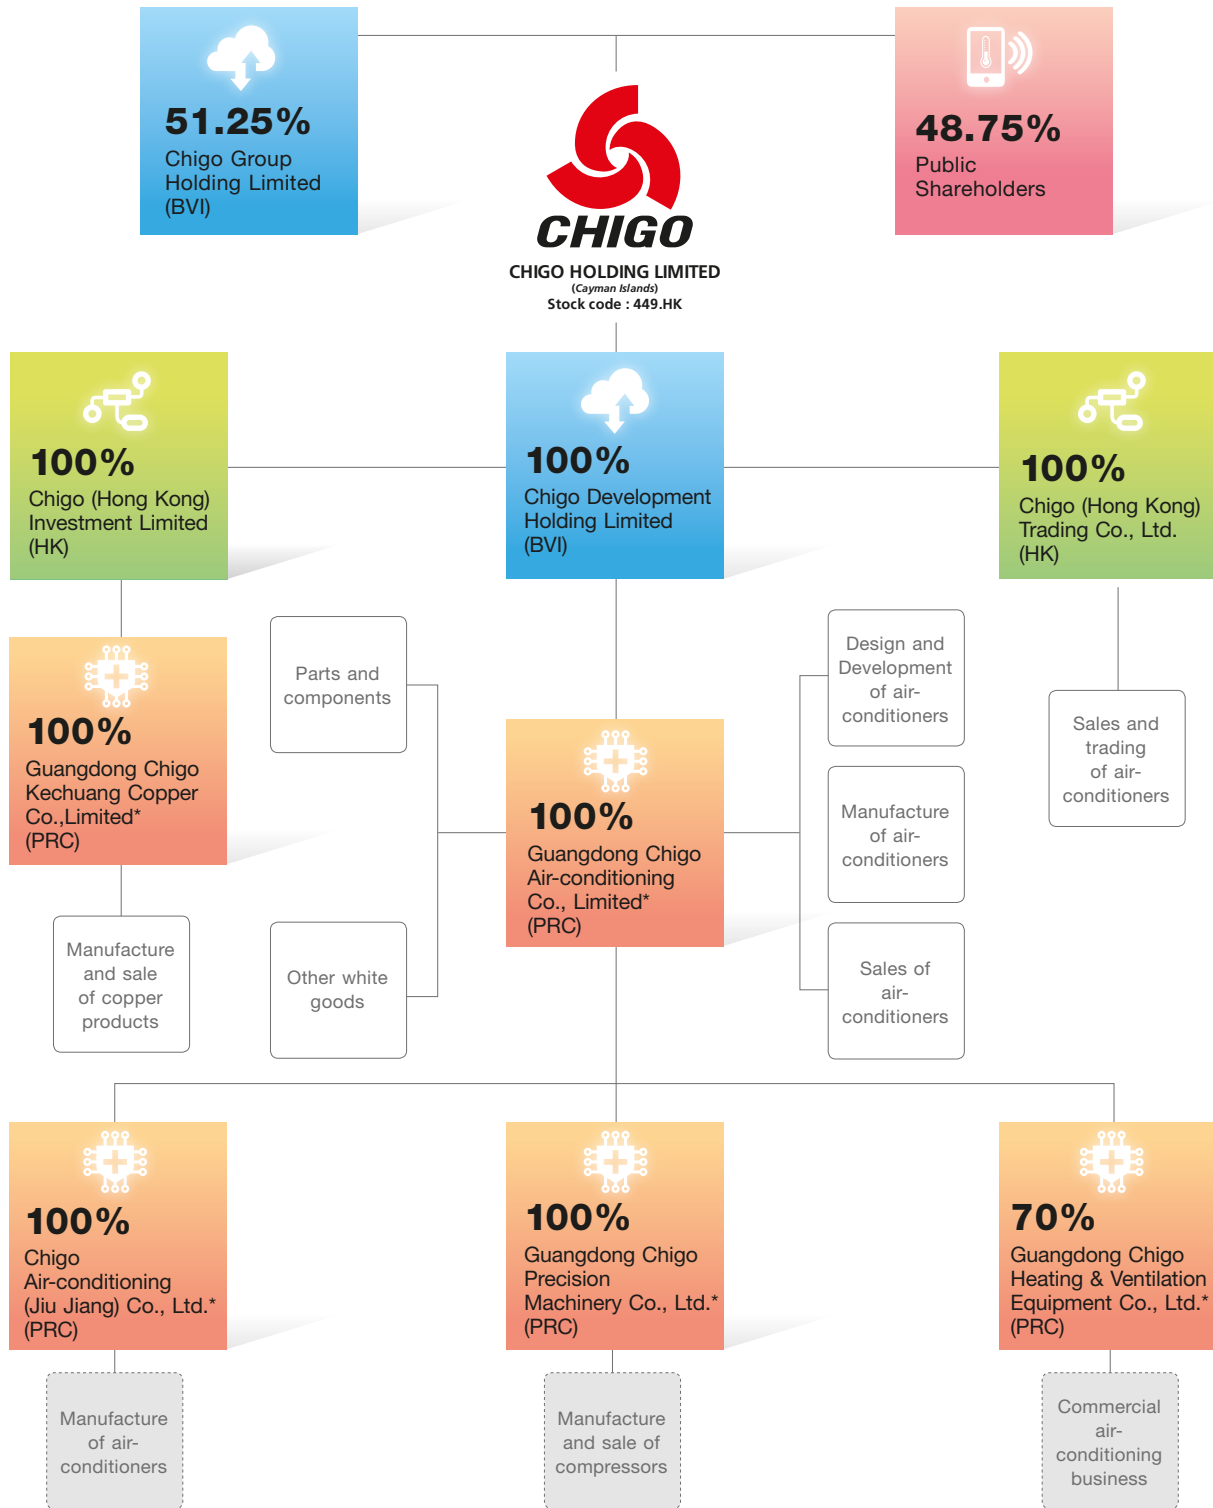 51.25%
Chigo Group
Holding Limited
(BVI)
48.75%
Public
Shareholders
CHIGO
CHIGO HOLDING LIMITED
(Cayman Islands)
Stock code : 449.HK
100%
Chigo (Hong Kong)
Investment Limited
(HK)
100%
Chigo Development
Holding Limited
(BVI)
100%
Chigo (Hong Kong)
Trading Co., Ltd.
(HK)
100%
Guangdong Chigo
Kechuang Copper
Co.,Limited*
(PRC)
Manufacture
and sale
of copper
products
Parts and
components
Other white
goods
100%
Guangdong Chigo
Air-conditioning
Co., Limited*
(PRC)
Design and
Development
of air-
conditioners
Manufacture
of air-
conditioners
Sales of
air-
conditioners
Sales and
trading
of air-
conditioners
100%
Chigo
Air-conditioning
(Jiu Jiang) Co., Ltd.*
(PRC)
Manufacture
of air-
conditioners
100%
Guangdong Chigo
Precision
Machinery Co., Ltd.*
(PRC)
Manufacture
and sale of
compressors
70%
Guangdong Chigo
Heating & Ventilation
Equipment Co., Ltd.*
(PRC)
Commercial
air-
conditioning
business